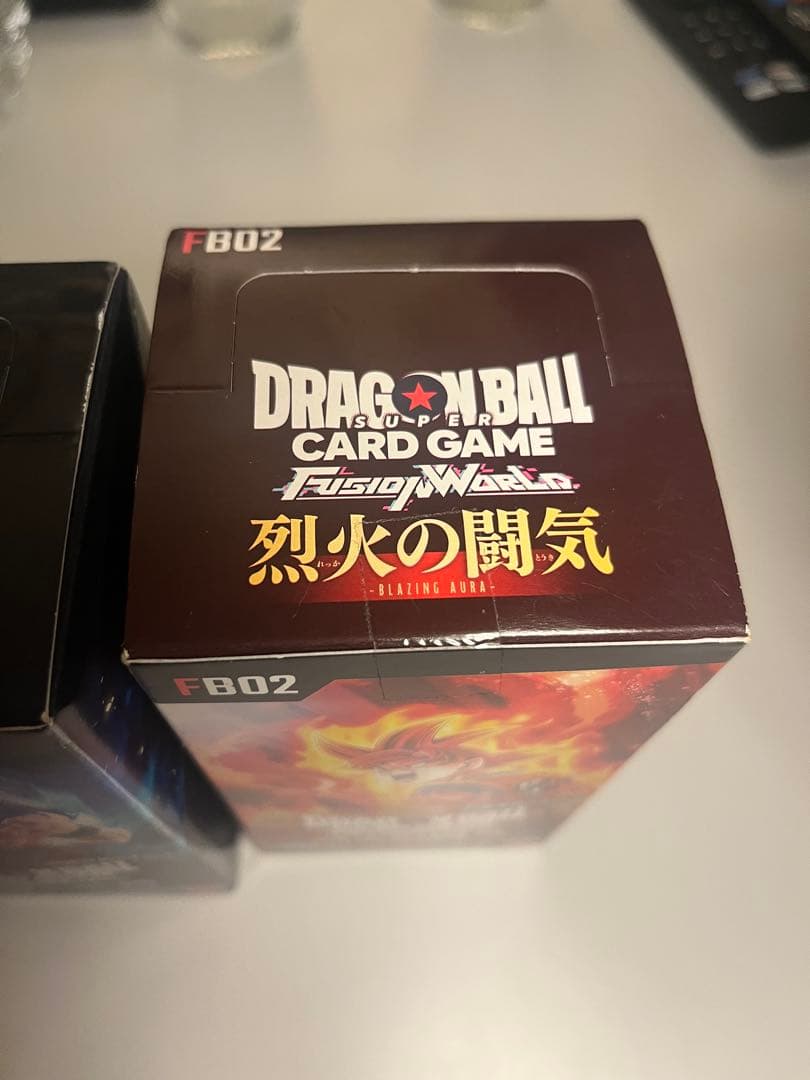 FB02
DRAGON BALL
SUPER
CARD GAME
FUSION WORLD
烈火の闘気
れっか とうき
-BLAZING AURA-
FB02